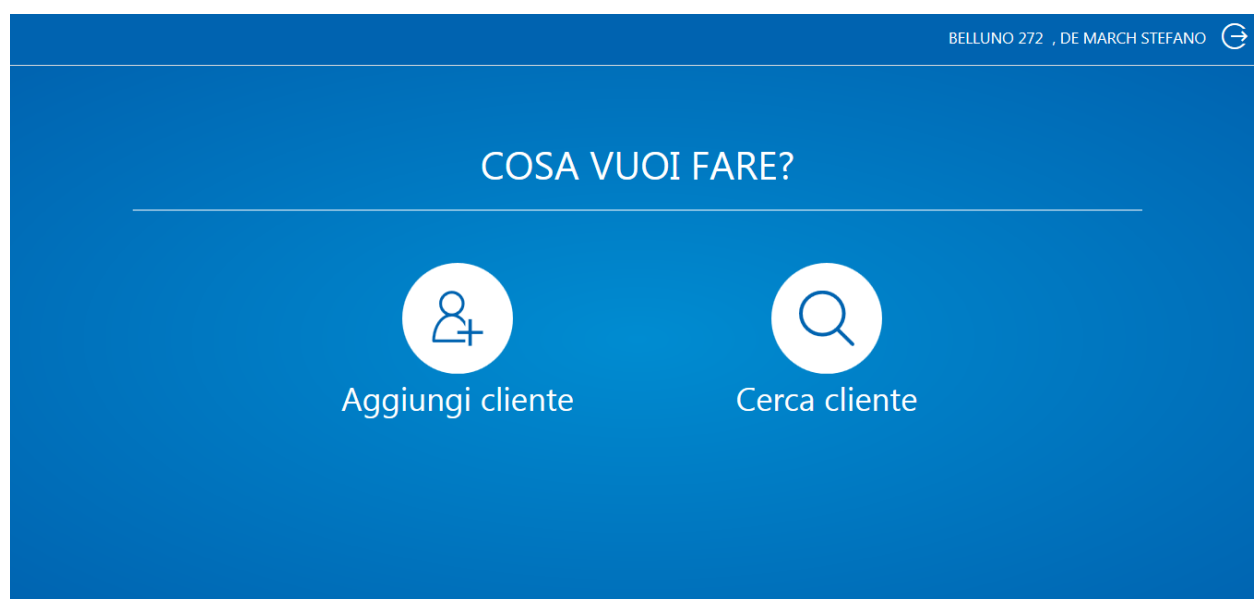 BELLUNO 272 , DE MARCH STEFANO
COSA VUOI FARE?
Aggiungi cliente
Cerca cliente